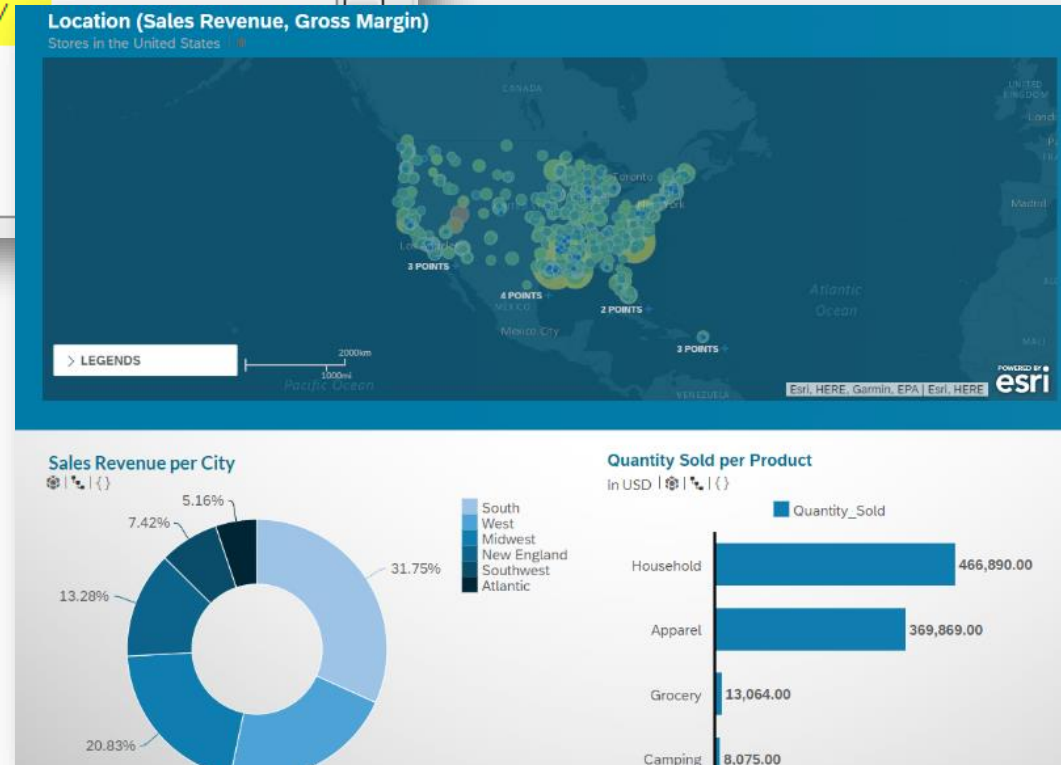 Location (Sales Revenue, Gross Margin)
Stores in the United States
CANADA
UNITED
KINGDOM
Toronto
Madrid
3 POINTS
4 POINTS
MEXICO
2 POINTS
Atlantic
Ocean
Mexico City
3 POINTS
MALI
> LEGENDS
2000km
1000mi
Pacific Ocean
VENEZUELA
Esri, HERE, Garmin, EPA | Esri, HERE
POWERED BY
esri
Sales Revenue per City
5.16%
7.42%
13.28%
20.83%
31.75%
South
West
Midwest
New England
Southwest
Atlantic
Quantity Sold per Product
in USD
Quantity_Sold
Household 466,890.00
Apparel 369,869.00
Grocery 13,064.00
Camping 8,075.00